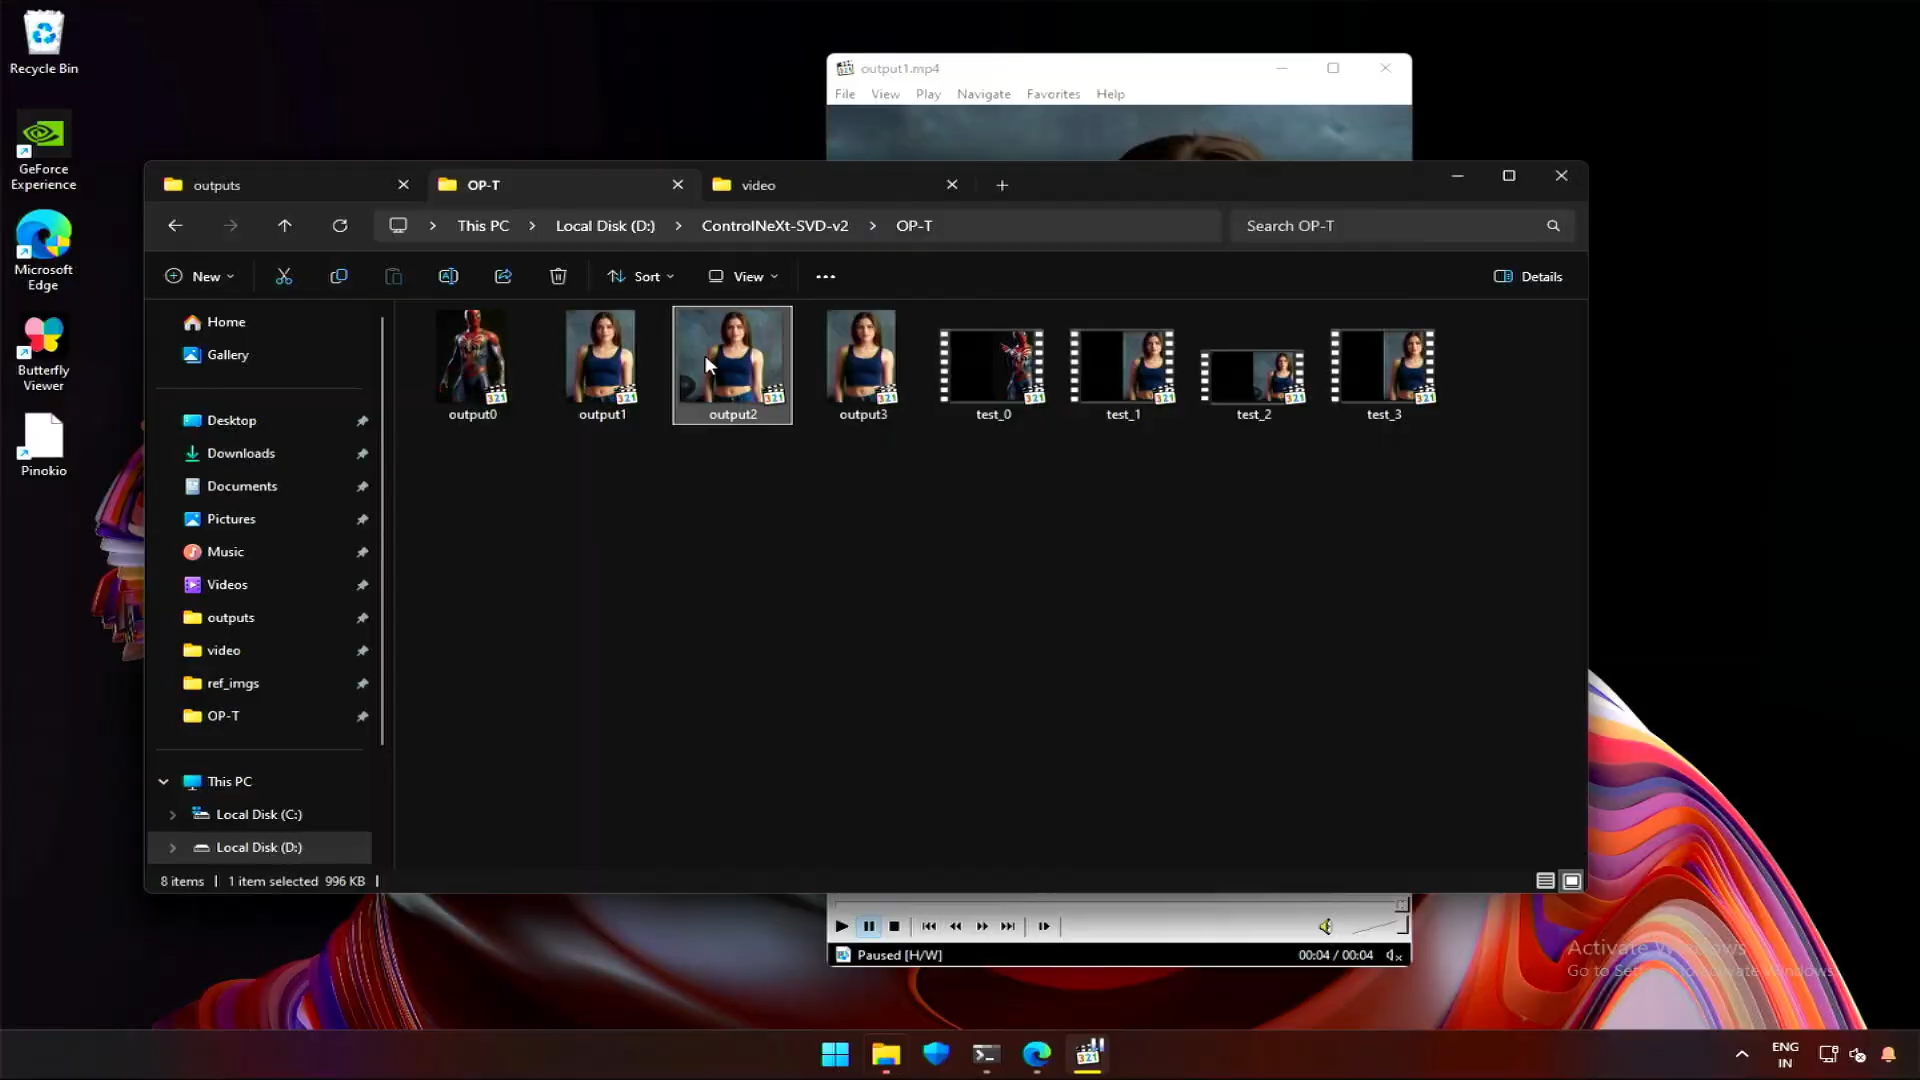 Recycle Bin
GeForce
Experience
Microsoft
Edge
Butterfly
Viewer
Pinokio
output1.mp4
File View Play Navigate Favorites Help
outputs
OP-T
video
This PC
Local Disk (D:)
ControlNeXt-SVD-v2
OP-T
Search OP-T
New
Sort
View
Details
Home
Gallery
Desktop
Downloads
Documents
Pictures
Music
Videos
outputs
video
ref_imgs
OP-T
This PC
Local Disk (C:)
Local Disk (D:)
output0
output1
output2
output3
test_0
test_1
test_2
test_3
8 items
1 item selected 996 KB
Paused [H/W]
00:04 / 00:04
Activate Windows
Go to Settings to activate Windows.
ENG
IN